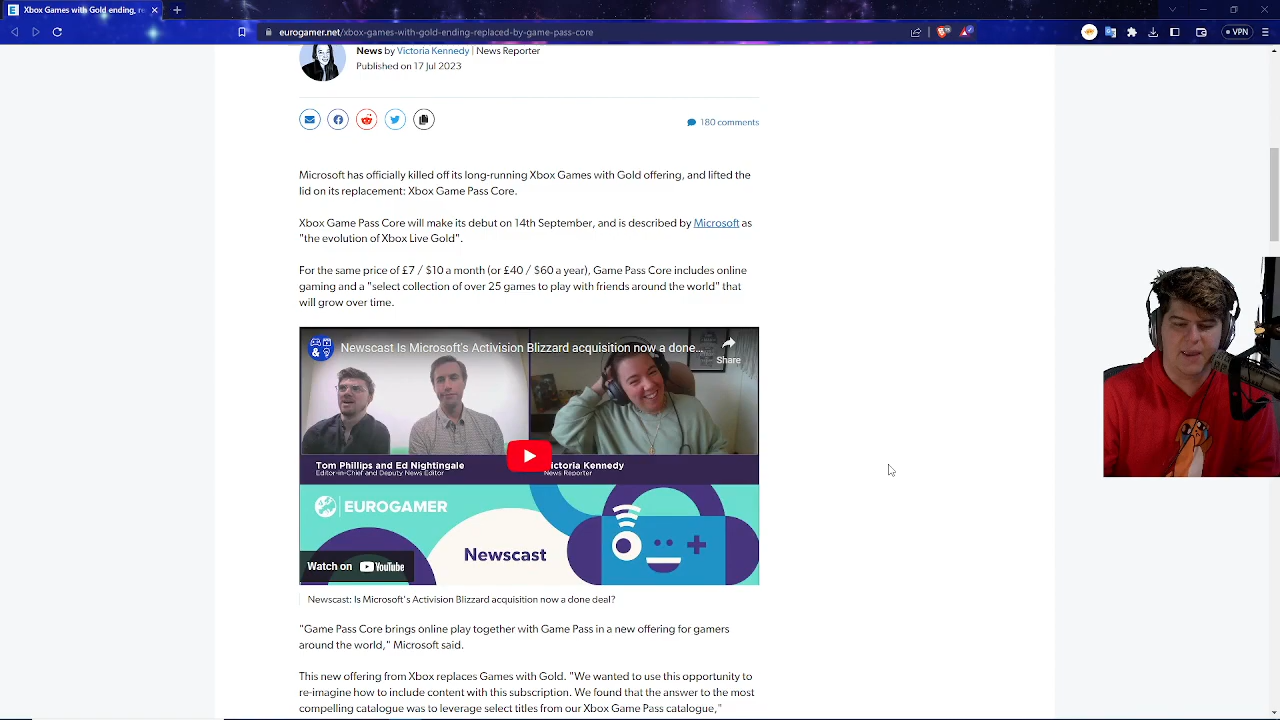 Xbox Games with Gold ending, re
eurogamer.net/xbox-games-with-gold-ending-replaced-by-game-pass-core
VPN
News by Victoria Kennedy | News Reporter
Published on 17 Jul 2023
180 comments
Microsoft has officially killed off its long-running Xbox Games with Gold offering, and lifted the
lid on its replacement: Xbox Game Pass Core.
Xbox Game Pass Core will make its debut on 14th September, and is described by Microsoft as
"the evolution of Xbox Live Gold".
For the same price of £7 / $10 a month (or £40 / $60 a year), Game Pass Core includes online
gaming and a "select collection of over 25 games to play with friends around the world" that
will grow over time.
Newscast Is Microsoft's Activision Blizzard acquisition now a done...
Share
Tom Phillips and Ed Nightingale
Editor-in-Chief and Deputy News Editor
Victoria Kennedy
News Reporter
EUROGAMER
Newscast
Watch on YouTube
Newscast: Is Microsoft's Activision Blizzard acquisition now a done deal?
"Game Pass Core brings online play together with Game Pass in a new offering for gamers
around the world," Microsoft said.
This new offering from Xbox replaces Games with Gold. "We wanted to use this opportunity to
re-imagine how to include content with this subscription. We found that the answer to the most
compelling catalogue was to leverage select titles from our Xbox Game Pass catalogue,"